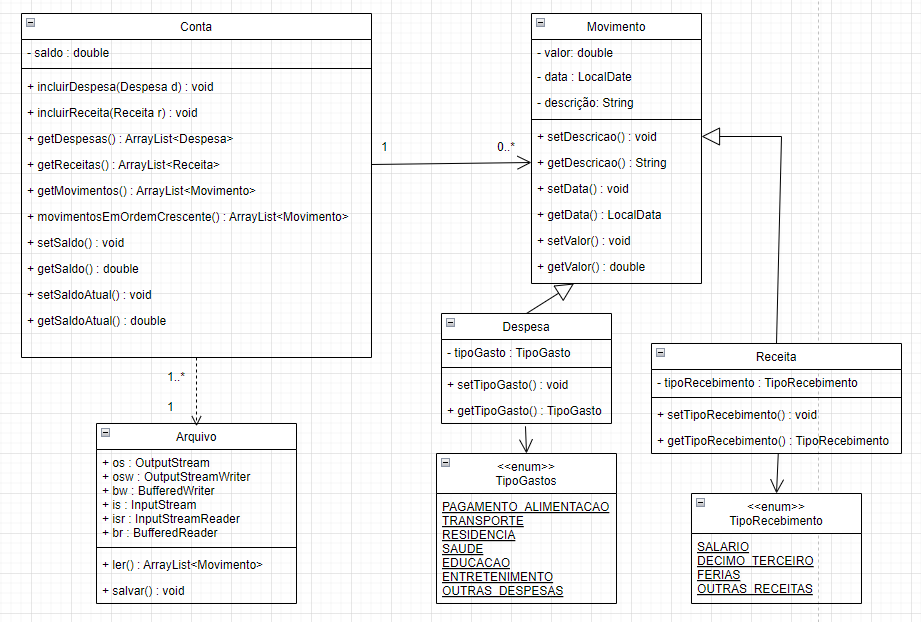 Conta
- saldo : double
+ incluirDespesa(Despesa d) : void
+ incluirReceita(Receita r) : void
+ getDespesas() : ArrayList<Despesa>
+ getReceitas() : ArrayList<Receita>
+ getMovimentos() : ArrayList<Movimento>
+ movimentosEmOrdemCrescente() : ArrayList<Movimento>
+ setSaldo() : void
+ getSaldo() : double
+ setSaldoAtual() : void
+ getSaldoAtual() : double
1
0..*
Movimento
- valor: double
- data : LocalDate
- descrição: String
+ setDescricao() : void
+ getDescricao() : String
+ setData() : void
+ getData() : LocalData
+ setValor() : void
+ getValor() : double
Despesa
- tipoGasto : TipoGasto
+ setTipoGasto() : void
+ getTipoGasto() : TipoGasto
Receita
- tipoRecebimento : TipoRecebimento
+ setTipoRecebimento() : void
+ getTipoRecebimento() : TipoRecebimento
1..*
1
Arquivo
+ os : OutputStream
+ osw : OutputStreamWriter
+ bw : BufferedWriter
+ is : InputStream
+ isr : InputStreamReader
+ br : BufferedReader
+ ler() : ArrayList<Movimento>
+ salvar() : void
<<enum>>
TipoGastos
PAGAMENTO_ALIMENTACAO
TRANSPORTE
RESIDENCIA
SAUDE
EDUCACAO
ENTRETENIMENTO
OUTRAS_DESPESAS
<<enum>>
TipoRecebimento
SALARIO
DECIMO_TERCEIRO
FERIAS
OUTRAS_RECEITAS